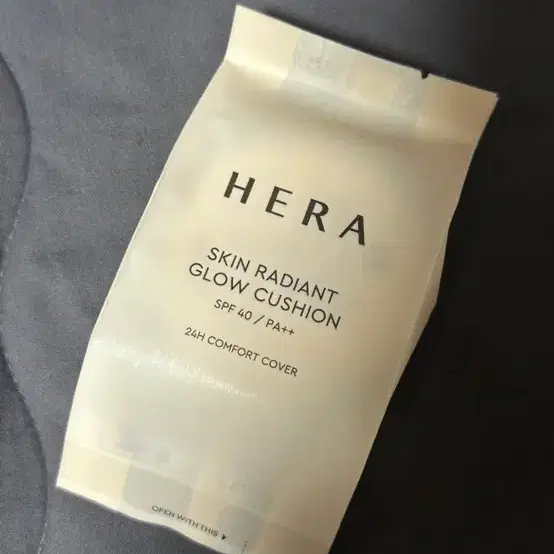 HERA
SKIN RADIANT
GLOW CUSHION
SPF 40 / PA++
24H COMFORT COVER
OPEN WITH THIS